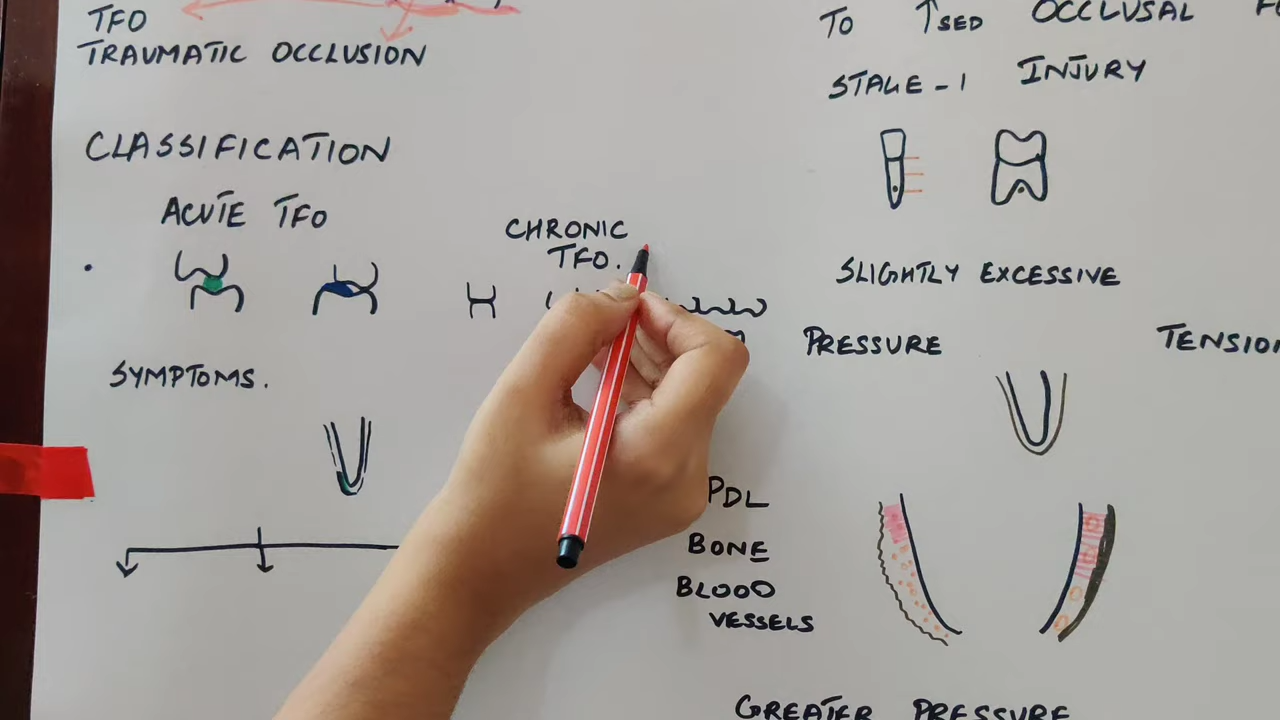 TFO
TRAUMATIC OCCLUSION
CLASSIFICATION
ACUTE TFO
CHRONIC
TFO.
SYMPTOMS.
TO ↑SED OCCLUSAL
STAGE-1 INJURY
SLIGHTLY EXCESSIVE
PRESSURE TENSION
PDL
BONE
BLOOD
VESSELS
GREATER PRESSURE